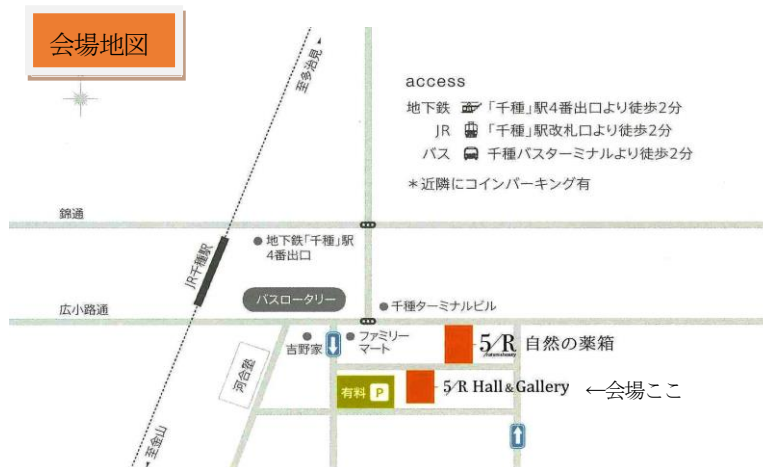 会場地図
至多治見
access
地下鉄 「千種」駅4番出口より徒歩2分
JR 「千種」駅改札口より徒歩2分
バス 千種バスターミナルより徒歩2分
*近隣にコインパーキング有
錦通
地下鉄「千種」駅
4番出口
JR千種駅
バスロータリー
千種ターミナルビル
広小路通
吉野家
ファミリー
マート
5/R 自然の薬箱
河合塾
有料 P
5/R Hall&Gallery ←会場ここ
至金山